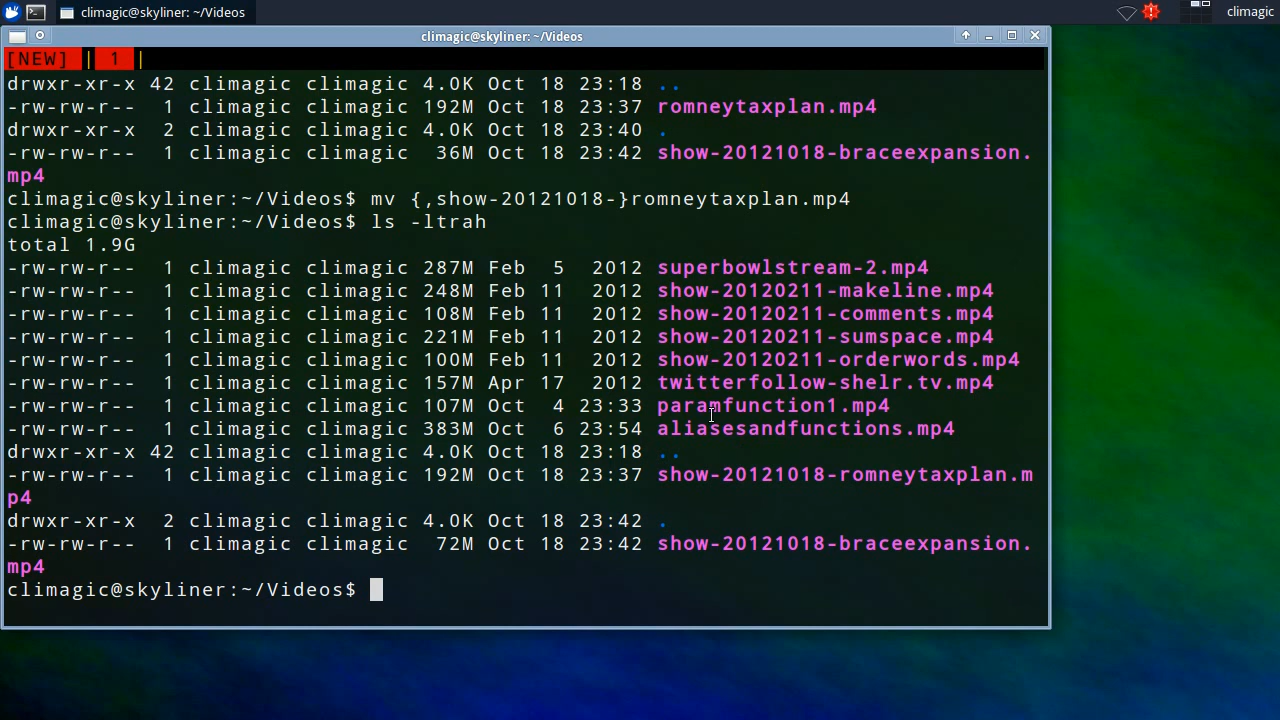 climagic@skyliner: ~/Videos
climagic
climagic@skyliner: ~/Videos
[NEW] | 1 |
drwxr-xr-x 42 climagic climagic 4.0K Oct 18 23:18 ..
-rw-rw-r--  1 climagic climagic 192M Oct 18 23:37 romneytaxplan.mp4
drwxr-xr-x  2 climagic climagic 4.0K Oct 18 23:40 .
-rw-rw-r--  1 climagic climagic  36M Oct 18 23:42 show-20121018-braceexpansion.
mp4
climagic@skyliner:~/Videos$ mv {,show-20121018-}romneytaxplan.mp4
climagic@skyliner:~/Videos$ ls -ltrah
total 1.9G
-rw-rw-r--  1 climagic climagic 287M Feb  5  2012 superbowlstream-2.mp4
-rw-rw-r--  1 climagic climagic 248M Feb 11  2012 show-20120211-makeline.mp4
-rw-rw-r--  1 climagic climagic 108M Feb 11  2012 show-20120211-comments.mp4
-rw-rw-r--  1 climagic climagic 221M Feb 11  2012 show-20120211-sumspace.mp4
-rw-rw-r--  1 climagic climagic 100M Feb 11  2012 show-20120211-orderwords.mp4
-rw-rw-r--  1 climagic climagic 157M Apr 17  2012 twitterfollow-shelr.tv.mp4
-rw-rw-r--  1 climagic climagic 107M Oct  4 23:33 paramfunction1.mp4
-rw-rw-r--  1 climagic climagic 383M Oct  6 23:54 aliasesandfunctions.mp4
drwxr-xr-x 42 climagic climagic 4.0K Oct 18 23:18 ..
-rw-rw-r--  1 climagic climagic 192M Oct 18 23:37 show-20121018-romneytaxplan.m
p4
drwxr-xr-x  2 climagic climagic 4.0K Oct 18 23:42 .
-rw-rw-r--  1 climagic climagic  72M Oct 18 23:42 show-20121018-braceexpansion.
mp4
climagic@skyliner:~/Videos$